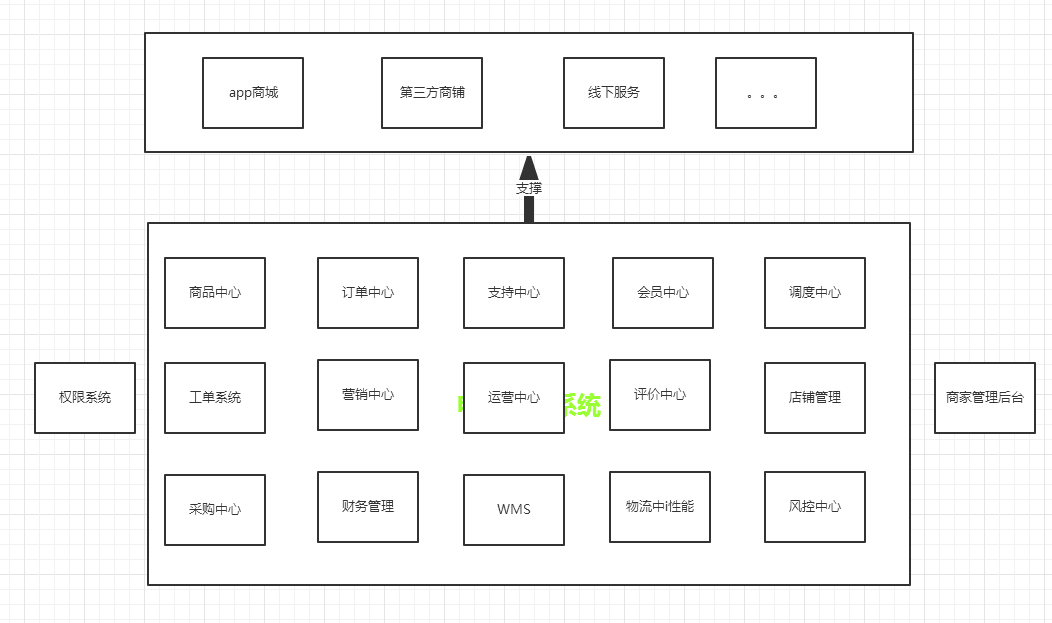 app商城
第三方商铺
线下服务
。。。
支撑
商品中心
订单中心
支持中心
会员中心
调度中心
权限系统
工单系统
营销中心
运营中心
系统
评价中心
店铺管理
商家管理后台
采购中心
财务管理
WMS
物流中i性能
风控中心